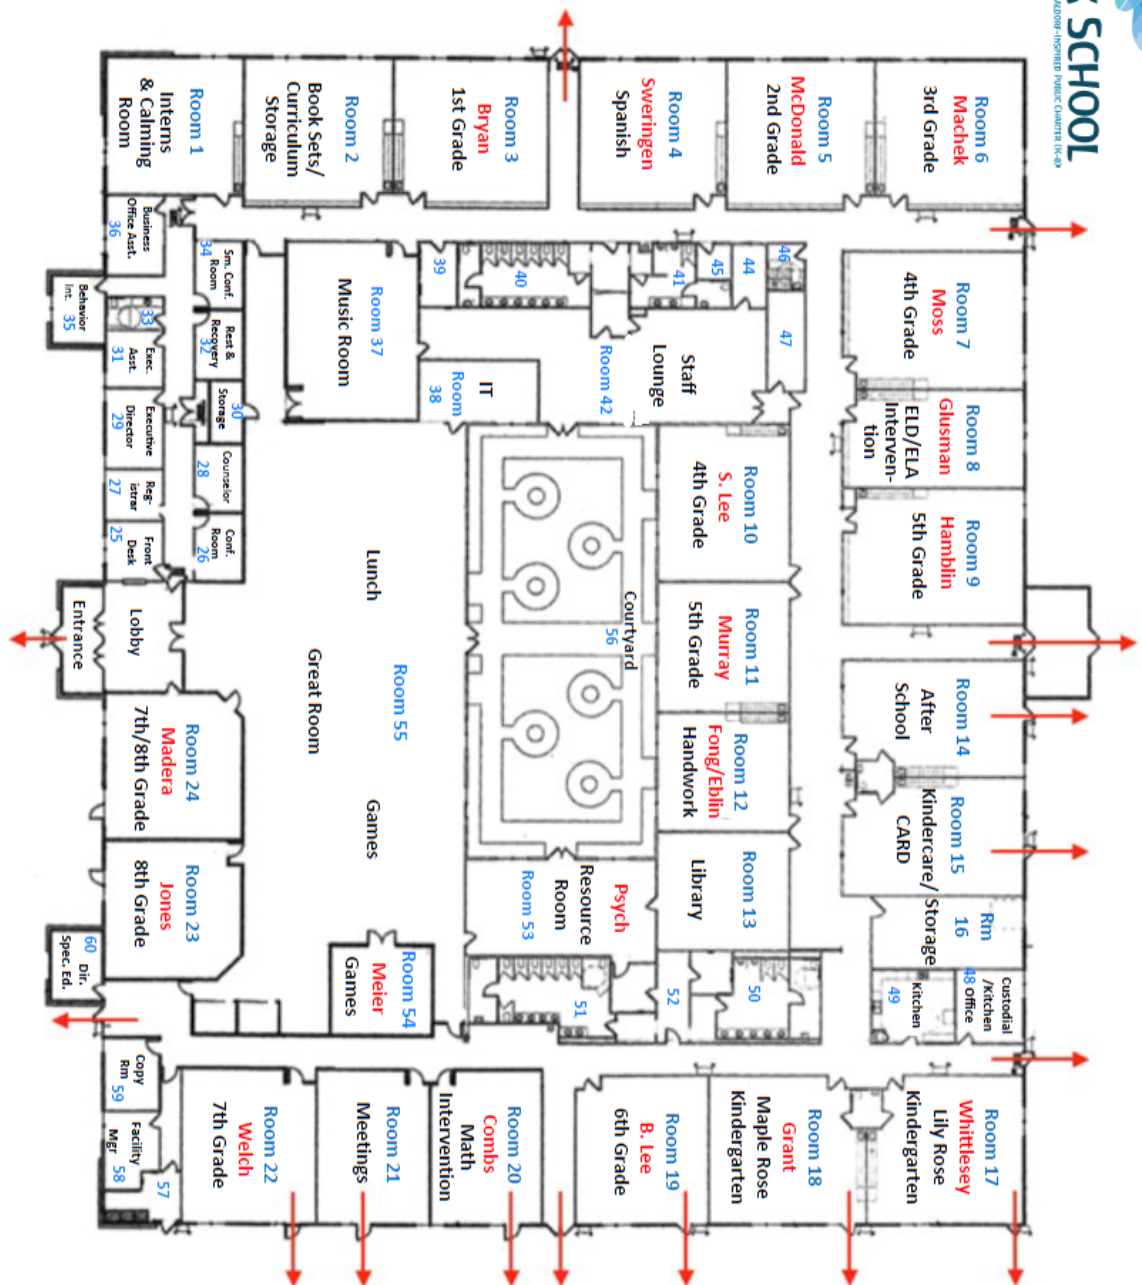 SCHOOL
ALDORF-INSPIRED PUBLIC CHARTER (K-8)
Room 6
Machek
3rd Grade
Room 5
McDonald
2nd Grade
Room 4
Sweringen
Spanish
Room 3
Bryan
1st Grade
Room 2
Book Sets/
Curriculum
Storage
Room 1
Interns
& Calming
Room
Room 7
Moss
4th Grade
Room 8
Glusman
ELD/ELA
Interven-
tion
Room 9
Hamblin
5th Grade
Room 14
After
School
Room 15
Kindercare/
CARD
Rm
16
Storage
Custodial
/Kitchen
48 Office
Kitchen
49
Room 17
Whittlesey
Lily Rose
Kindergarten
Room 18
Grant
Maple Rose
Kindergarten
Room 19
B. Lee
6th Grade
Room 20
Combs
Math
Intervention
Room 21
Meetings
Room 22
Welch
7th Grade
46
44
45
41
47
40
39
Staff
Lounge
Room 42
IT
Room
38
Room 37
Music Room
Room 10
S. Lee
4th Grade
Room 11
Murray
5th Grade
Room 12
Fong/Eblin
Handwork
Room 13
Library
50
52
51
Courtyard
56
Psych
Resource
Room
Room 53
Room 54
Meier
Games
Room 55
Lunch
Games
Great Room
Sm. Conf.
Room
34
Rest &
Recovery
32
30
Storage
Counselor
28
Conf.
Room
26
Business
Office Asst.
36
33
Behavior
Int. 35
Exec.
Asst.
31
Executive
Director
29
Reg-
istrar
27
Front
Desk
25
Lobby
Entrance
Room 24
Madera
7th/8th Grade
Room 23
Jones
8th Grade
60 Dir.
Spec. Ed.
Copy
Rm
59
Facility
Mgr 58
57